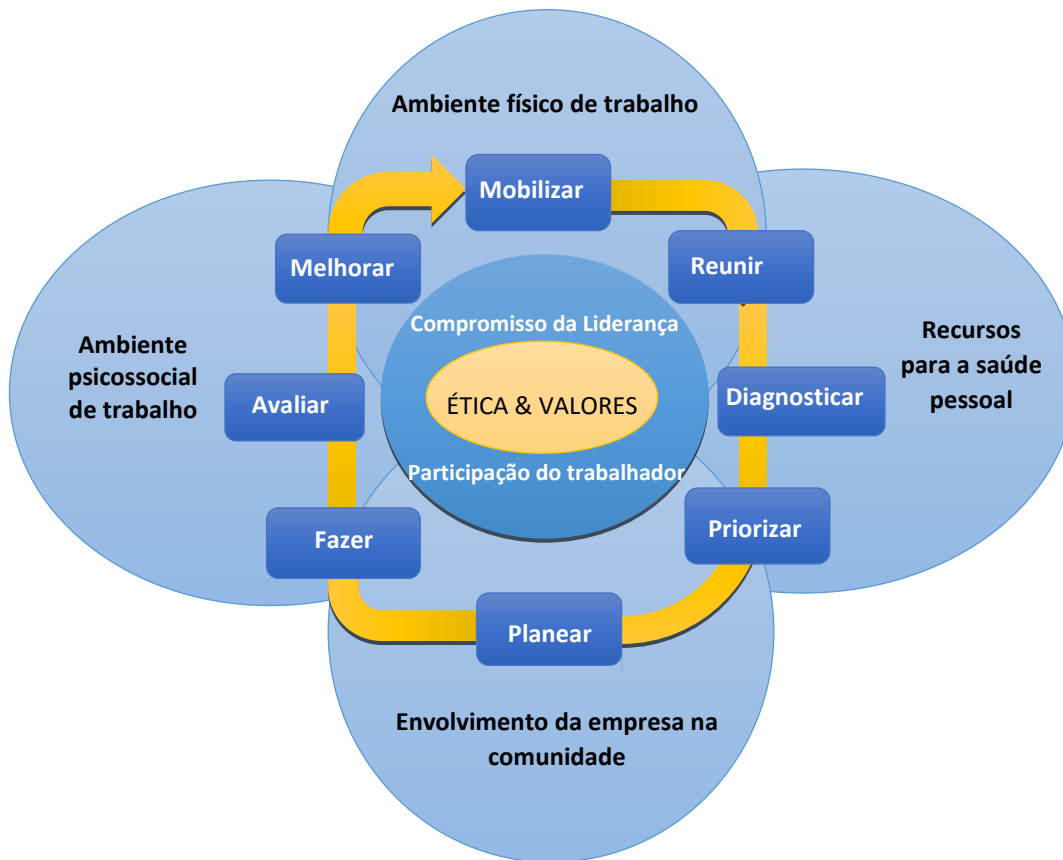 Ambiente físico de trabalho
Mobilizar
Melhorar
Reunir
Compromisso da Liderança
Ambiente
psicossocial
de trabalho
Recursos
para a saúde
pessoal
Avaliar
ÉTICA & VALORES
Diagnosticar
Participação do trabalhador
Fazer
Priorizar
Planear
Envolvimento da empresa na
comunidade